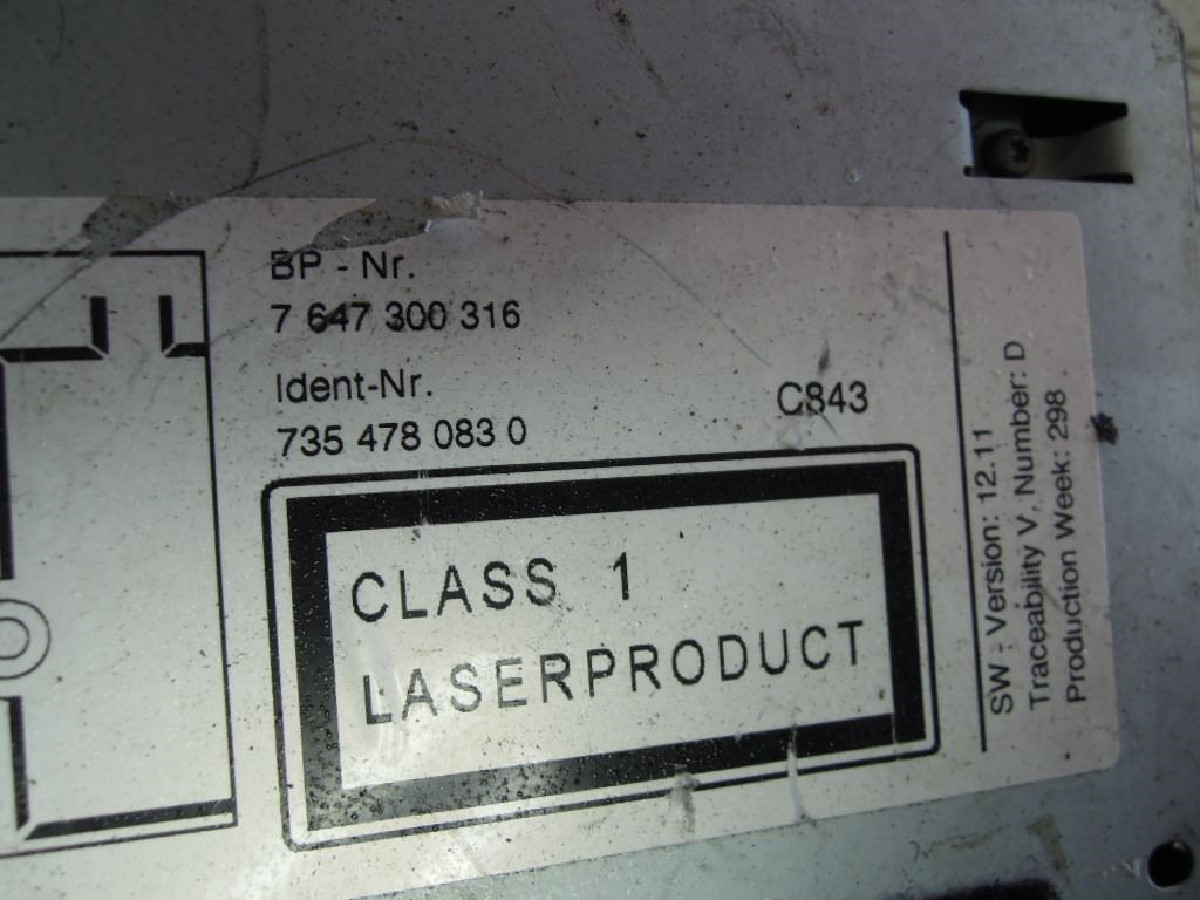 BP - Nr.
7 647 300 316
Ident-Nr.
735 478 083 0
C843
CLASS 1
LASERPRODUCT
SW - Version: 12.11
Traceability V. Number: D
Production Week: 298